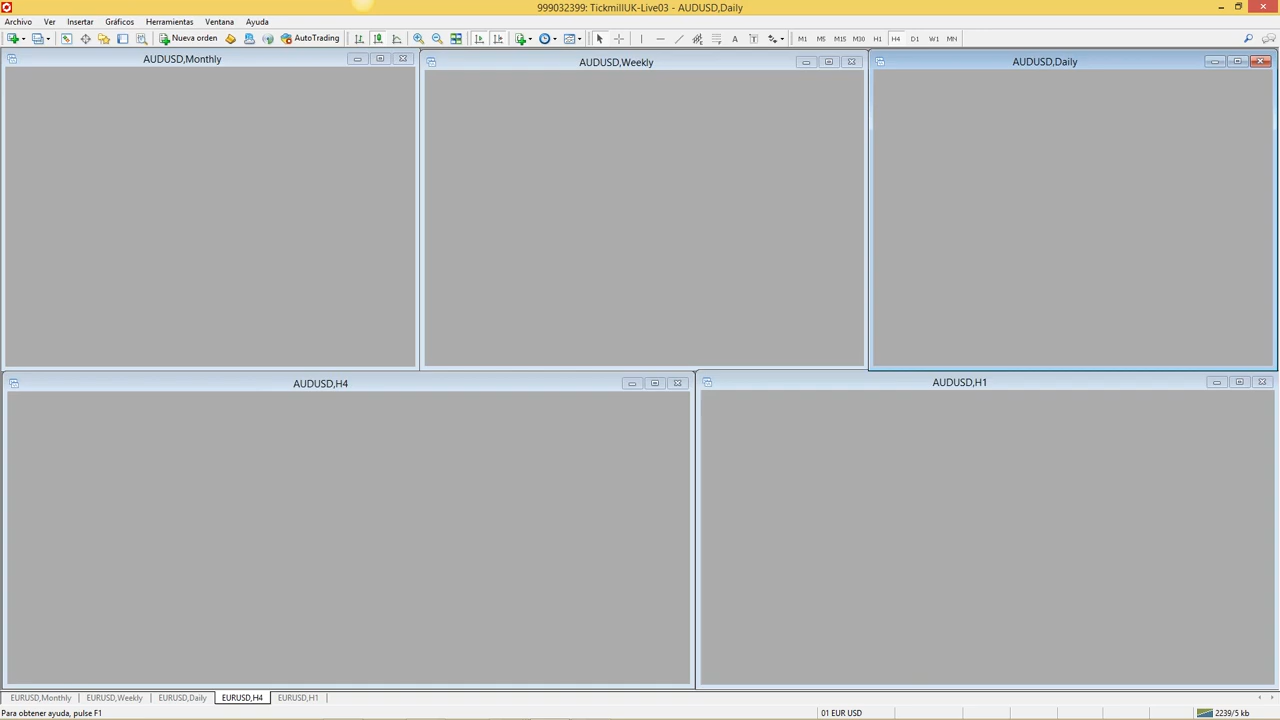 999032399: TickmillUK-Live03 - AUDUSD,Daily
Archivo Ver Insertar Gráficos Herramientas Ventana Ayuda
Nueva orden AutoTrading A T M1 M5 M15 M30 H1 H4 D1 W1 MN
AUDUSD,Monthly
AUDUSD,Weekly
AUDUSD,Daily
AUDUSD,H4
AUDUSD,H1
EURUSD,Monthly EURUSD,Weekly EURUSD,Daily EURUSD,H4 EURUSD,H1
Para obtener ayuda, pulse F1 01 EUR USD 2239/5 kb